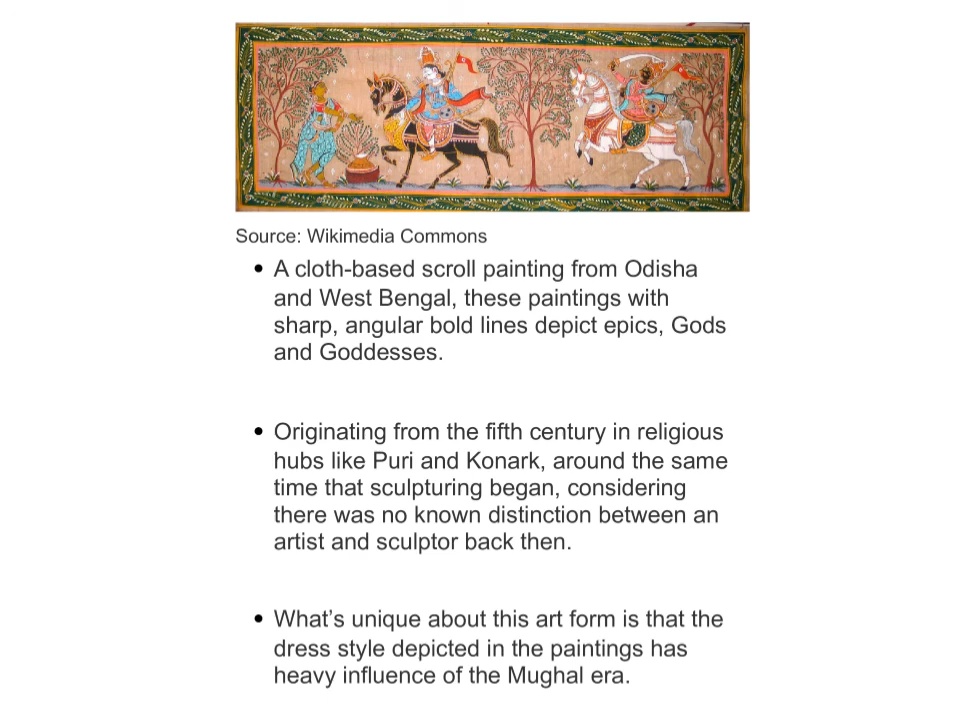 Source: Wikimedia Commons
• A cloth-based scroll painting from Odisha
and West Bengal, these paintings with
sharp, angular bold lines depict epics, Gods
and Goddesses.
• Originating from the fifth century in religious
hubs like Puri and Konark, around the same
time that sculpturing began, considering
there was no known distinction between an
artist and sculptor back then.
• What’s unique about this art form is that the
dress style depicted in the paintings has
heavy influence of the Mughal era.